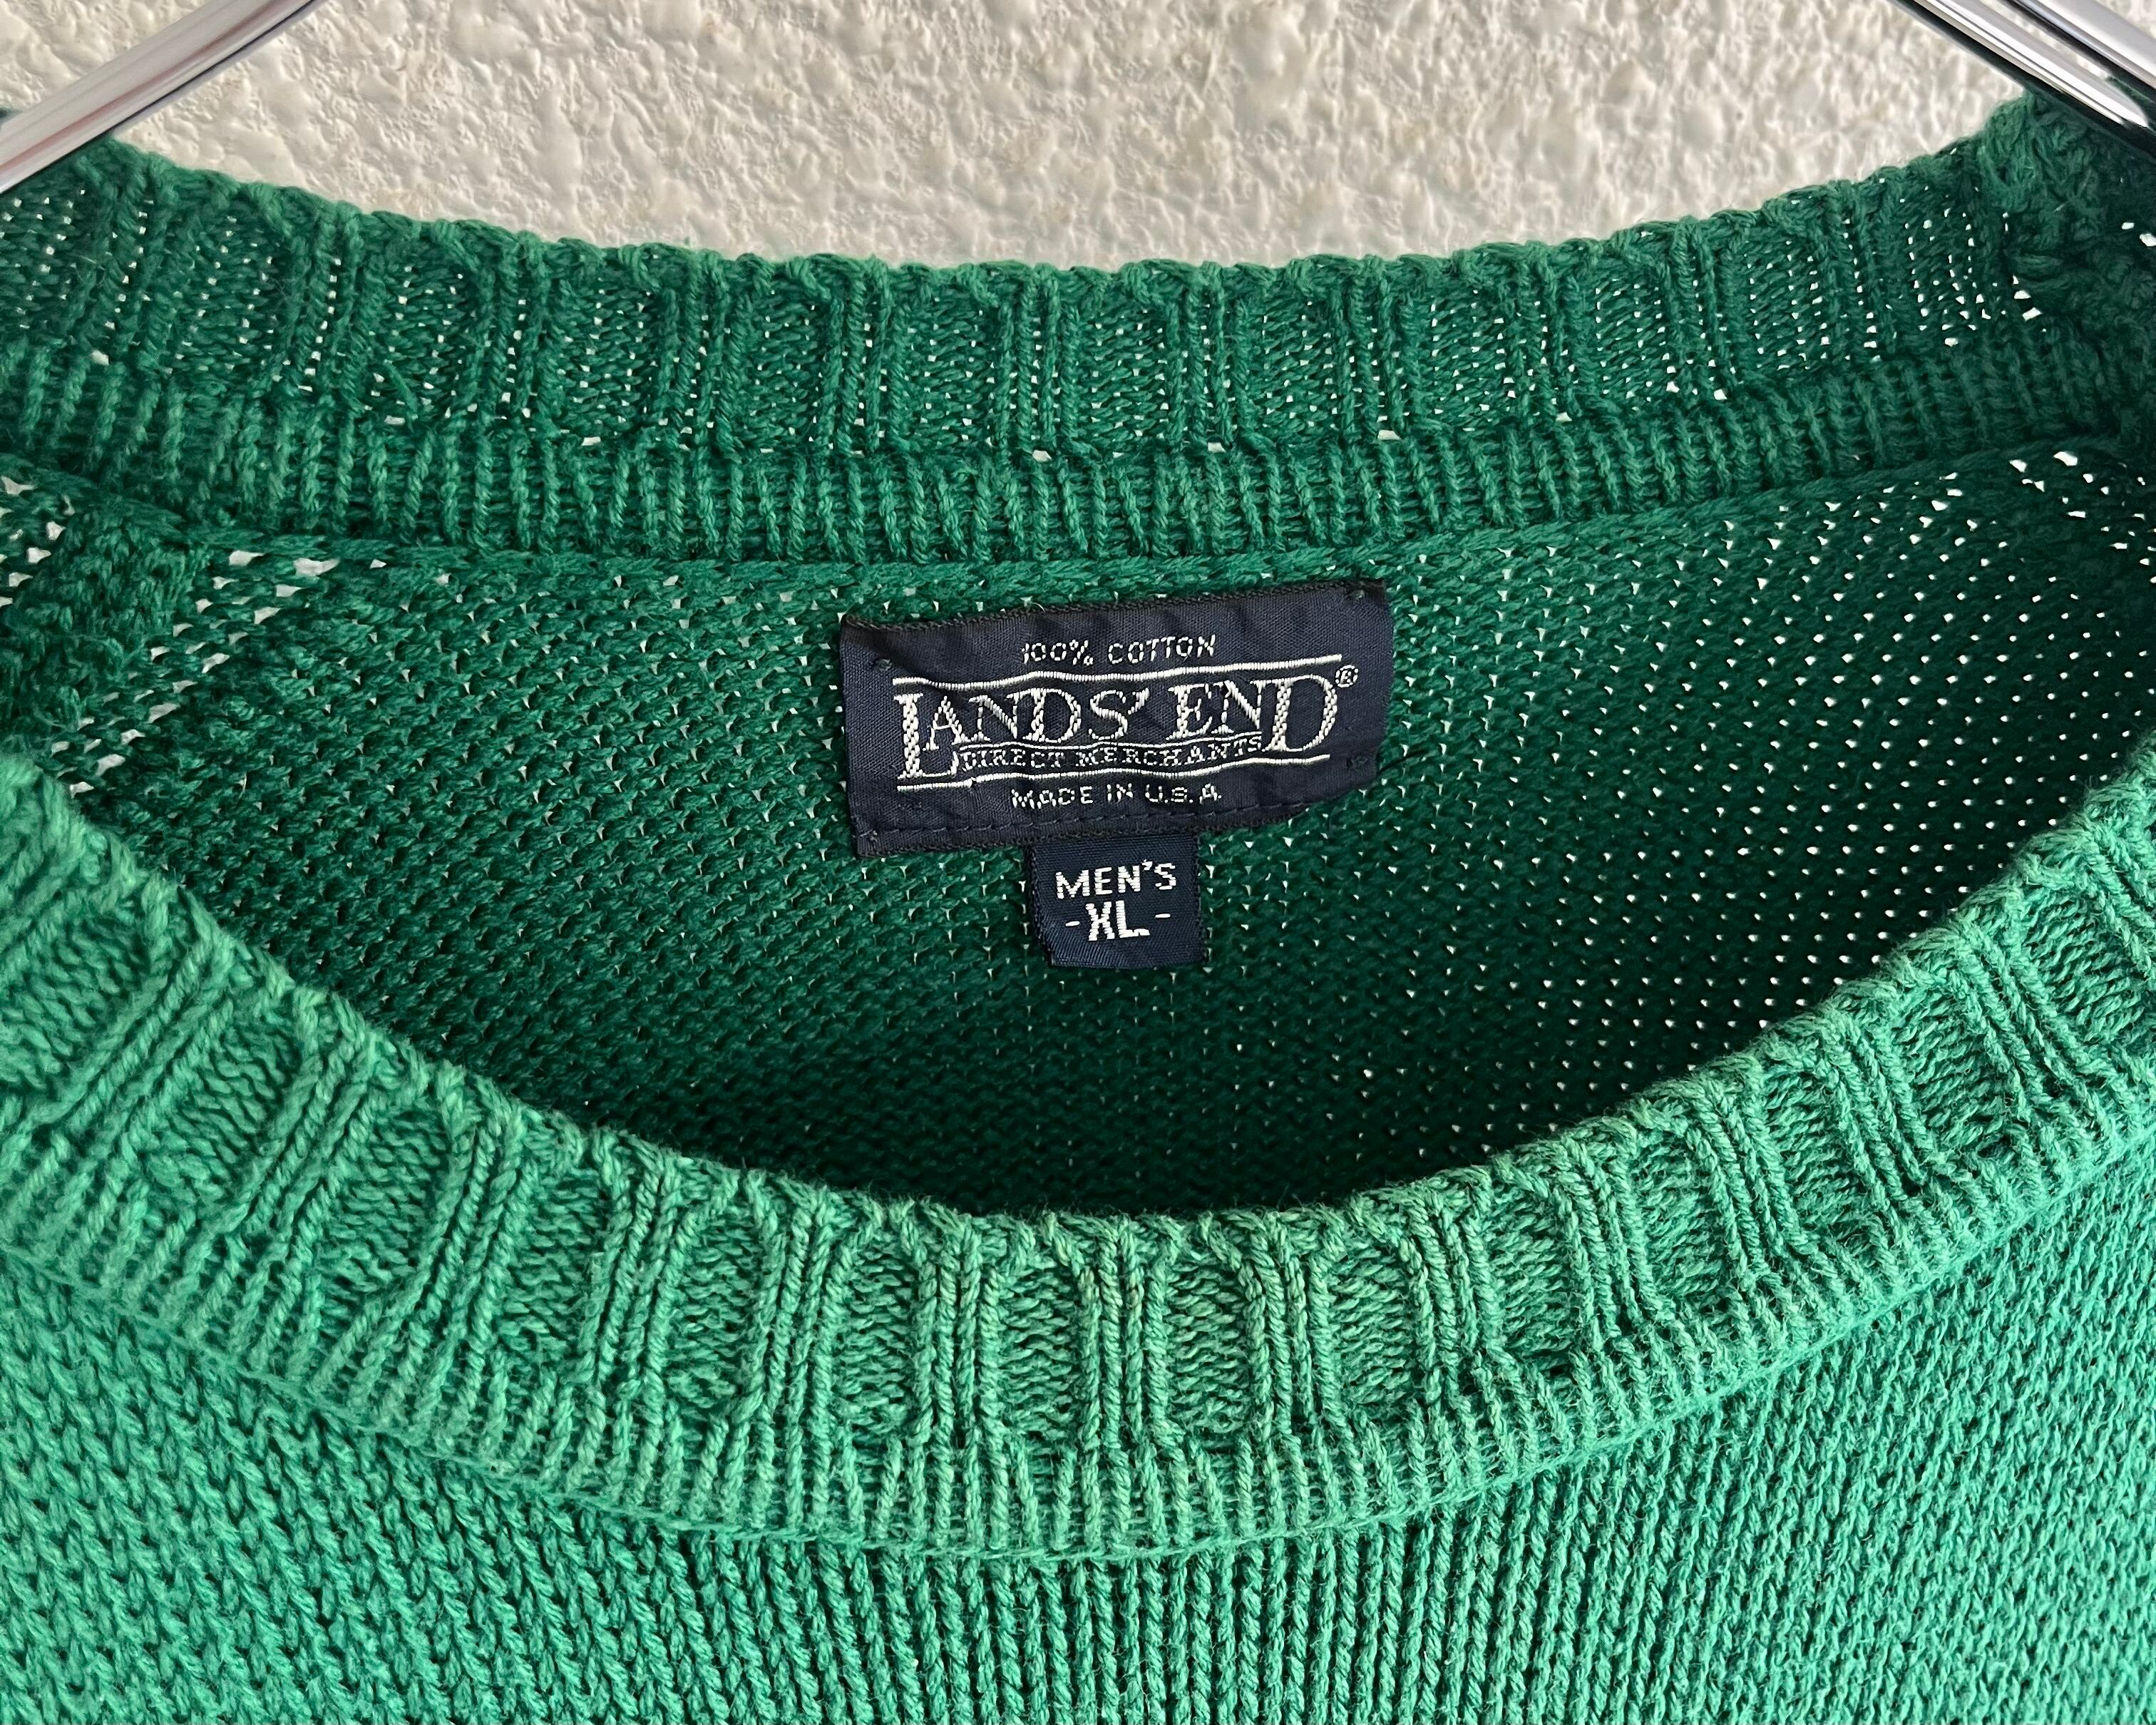 100% COTTON
LANDS' END®
DIRECT MERCHANTS
MADE IN U.S.A.
MEN'S
-XL-